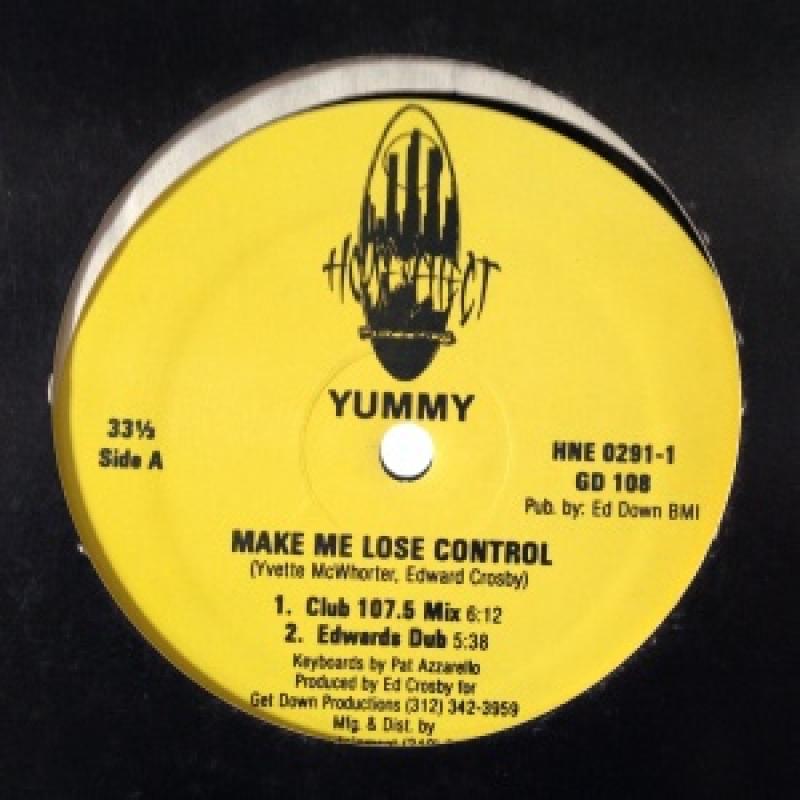 HOUSE N EFFECT
YUMMY
33⅓
Side A
HNE 0291-1
GD 108
Pub. by: Ed Down BMI
MAKE ME LOSE CONTROL
(Yvette McWhorter, Edward Crosby)
1. Club 107.5 Mix 6:12
2. Edwards Dub 5:38
Keyboards by Pat Azzarello
Produced by Ed Crosby for
Get Down Productions (312) 342-3959
Mfg. & Dist. by